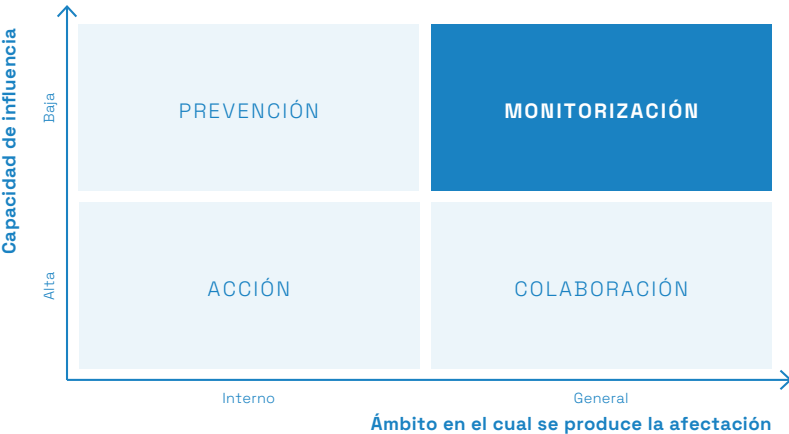 Capacidad de influencia
Baja
Alta
PREVENCIÓN
MONITORIZACIÓN
ACCIÓN
COLABORACIÓN
Interno
General
Ámbito en el cual se produce la afectación